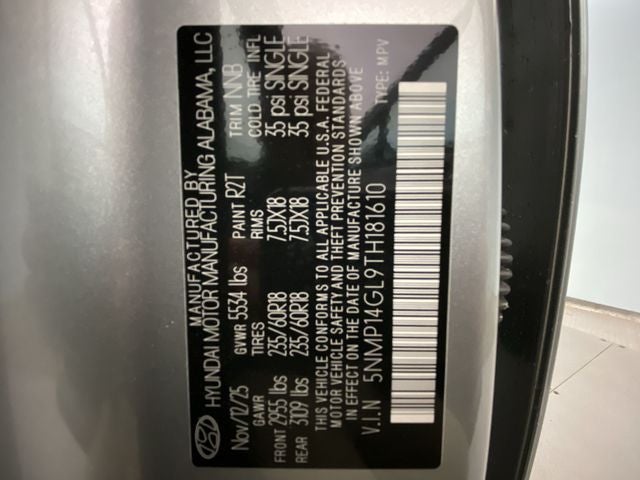 MANUFACTURED BY
HYUNDAI MOTOR MANUFACTURING ALABAMA, LLC
Nov/12/25 GVWR 5534 lbs PAINT R2T TRIM NNB
GAWR TIRES RIMS COLD TIRE INFL
FRONT 2955 lbs 235/60R18 7.5JX18 35 psi SINGLE
REAR 3109 lbs 235/60R18 7.5JX18 35 psi SINGLE
THIS VEHICLE CONFORMS TO ALL APPLICABLE U.S.A. FEDERAL
MOTOR VEHICLE SAFETY AND THEFT PREVENTION STANDARDS
IN EFFECT ON THE DATE OF MANUFACTURE SHOWN ABOVE
V.I.N 5NMP14GL9TH181610 TYPE: MPV